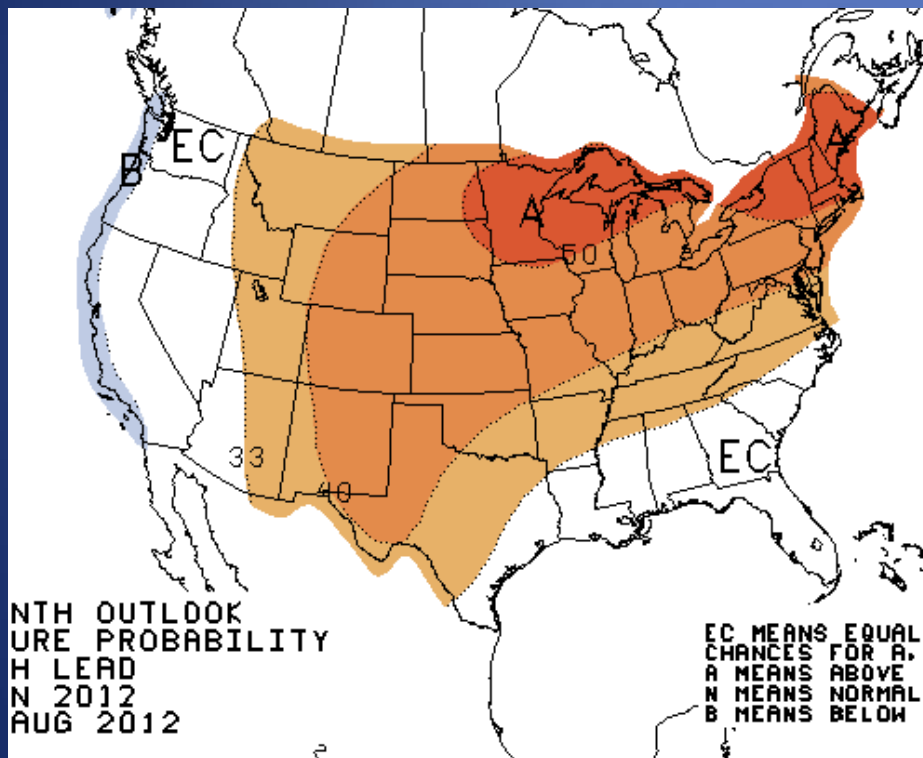 EC
B
A
A
50
EC
33
40
NTH OUTLOOK
URE PROBABILITY
H LEAD
N 2012
AUG 2012
EC MEANS EQUAL
CHANCES FOR A,
A MEANS ABOVE
N MEANS NORMAL
B MEANS BELOW